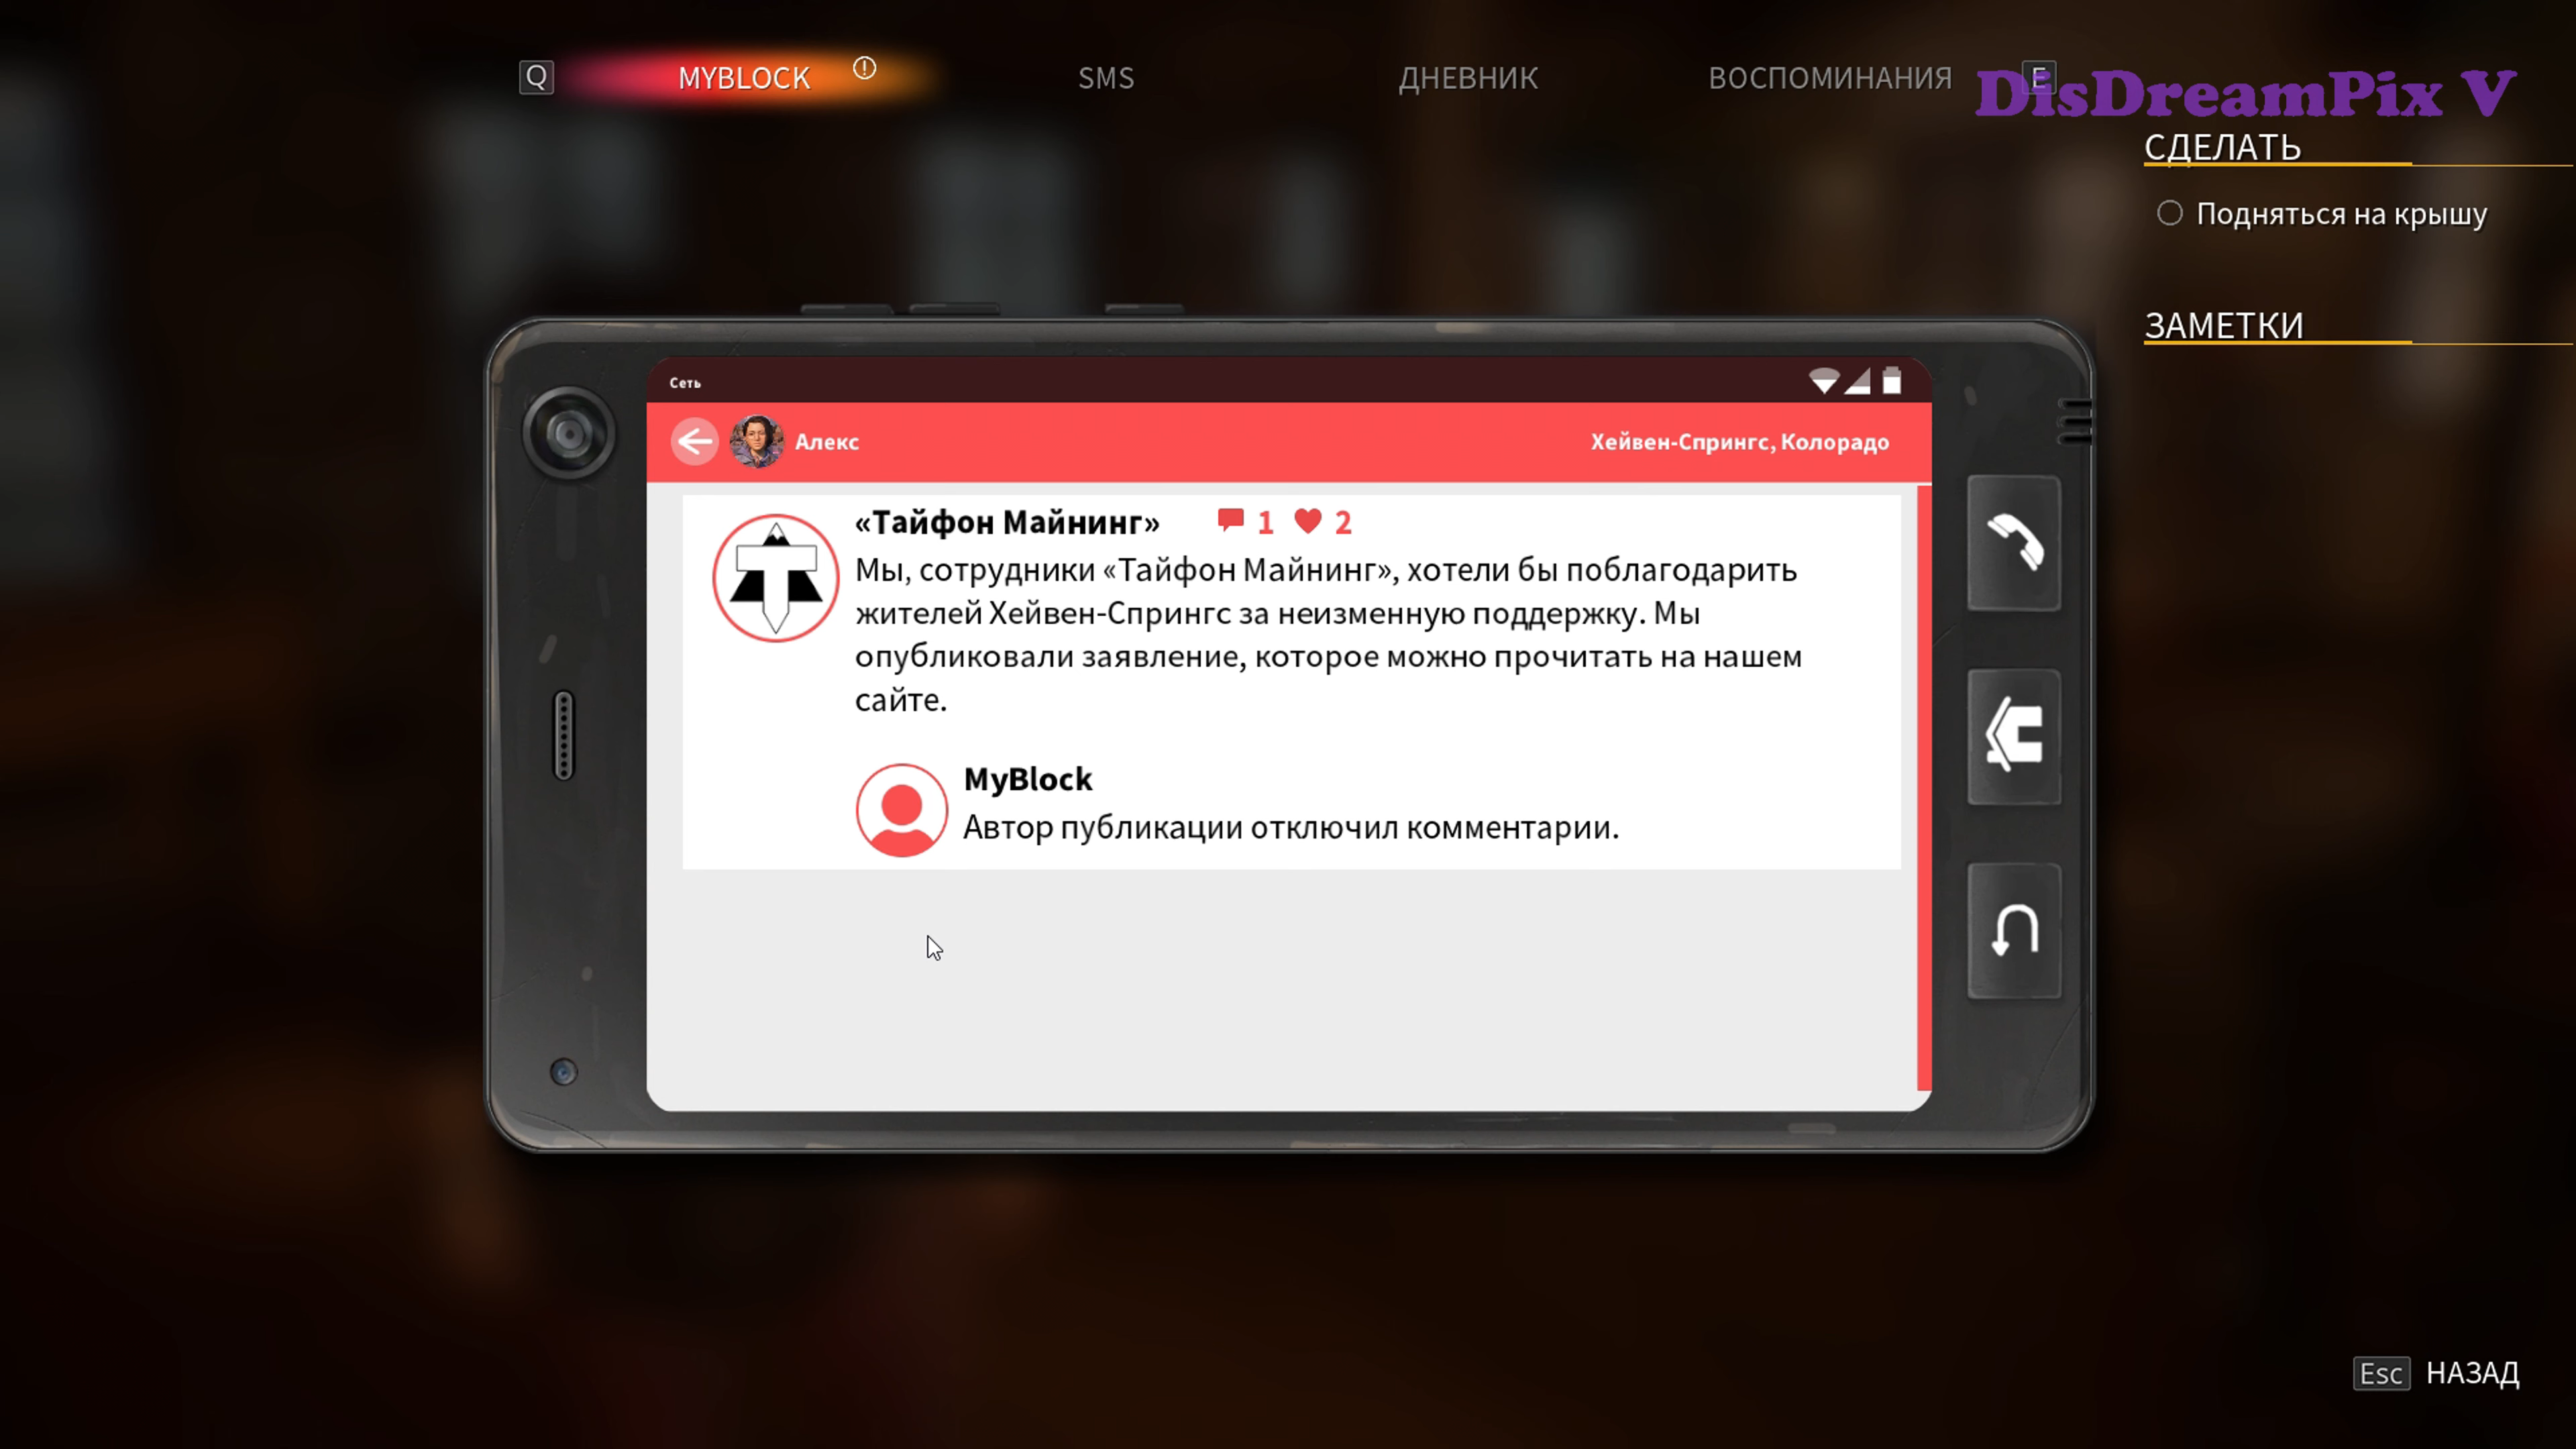 Q MYBLOCK SMS ДНЕВНИК ВОСПОМИНАНИЯ E
DisDreamPix V
СДЕЛАТЬ
Подняться на крышу
ЗАМЕТКИ
Сеть
Алекс Хейвен-Спрингс, Колорадо
«Тайфон Майнинг» 1 2
Мы, сотрудники «Тайфон Майнинг», хотели бы поблагодарить
жителей Хейвен-Спрингс за неизменную поддержку. Мы
опубликовали заявление, которое можно прочитать на нашем
сайте.
MyBlock
Автор публикации отключил комментарии.
Esc НАЗАД